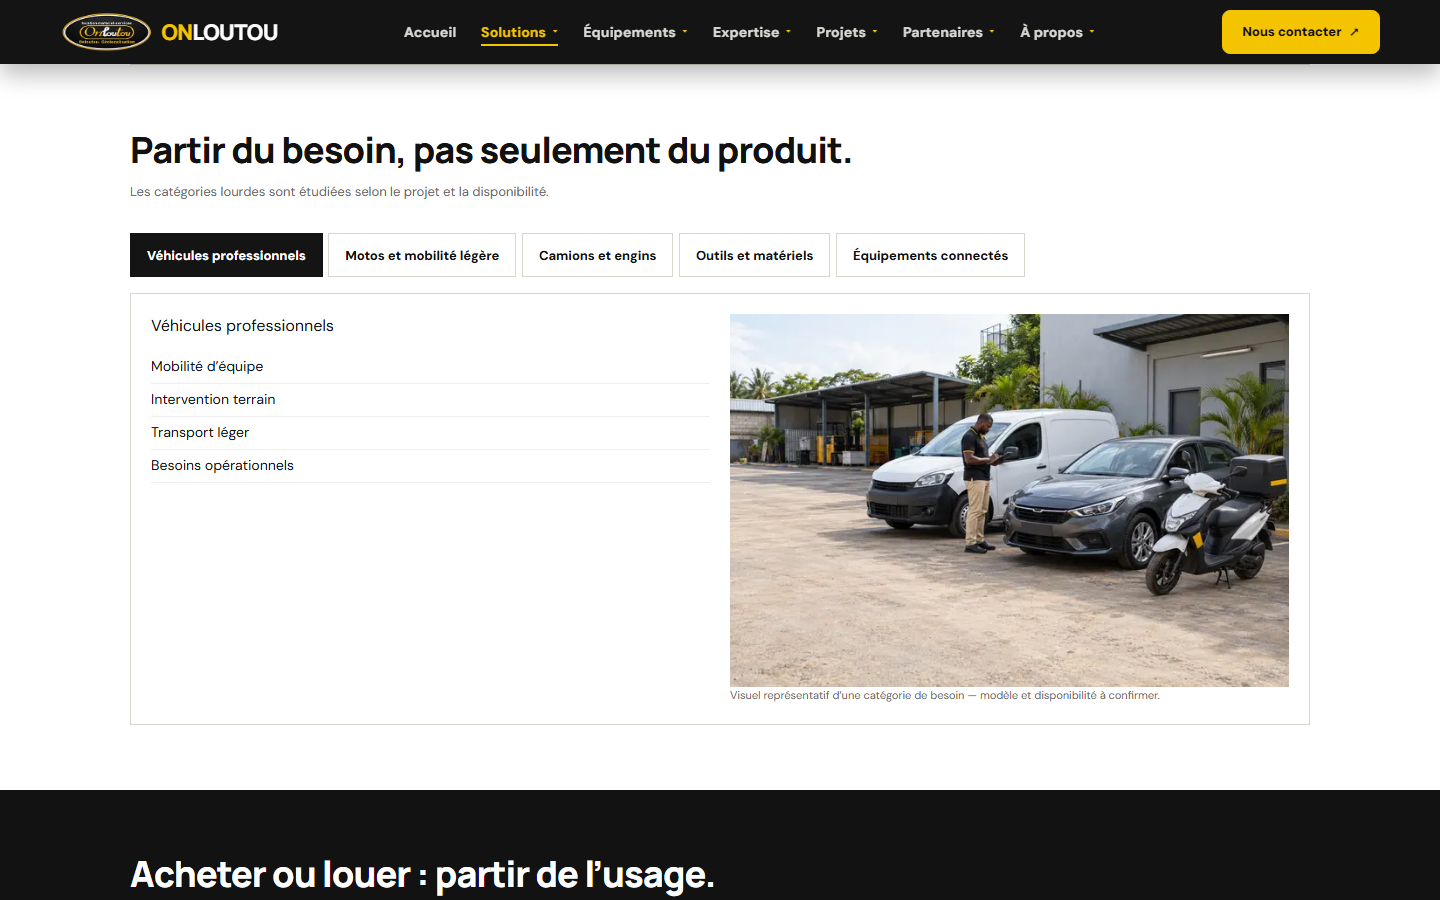 OnLoutou
ONLOUTOU
Accueil
Solutions
Équipements
Expertise
Projets
Partenaires
À propos
Nous contacter ↗
Partir du besoin, pas seulement du produit.
Les catégories lourdes sont étudiées selon le projet et la disponibilité.
Véhicules professionnels
Motos et mobilité légère
Camions et engins
Outils et matériels
Équipements connectés
Véhicules professionnels
Mobilité d’équipe
Intervention terrain
Transport léger
Besoins opérationnels
Visuel représentatif d’une catégorie de besoin — modèle et disponibilité à confirmer.
Acheter ou louer : partir de l’usage.